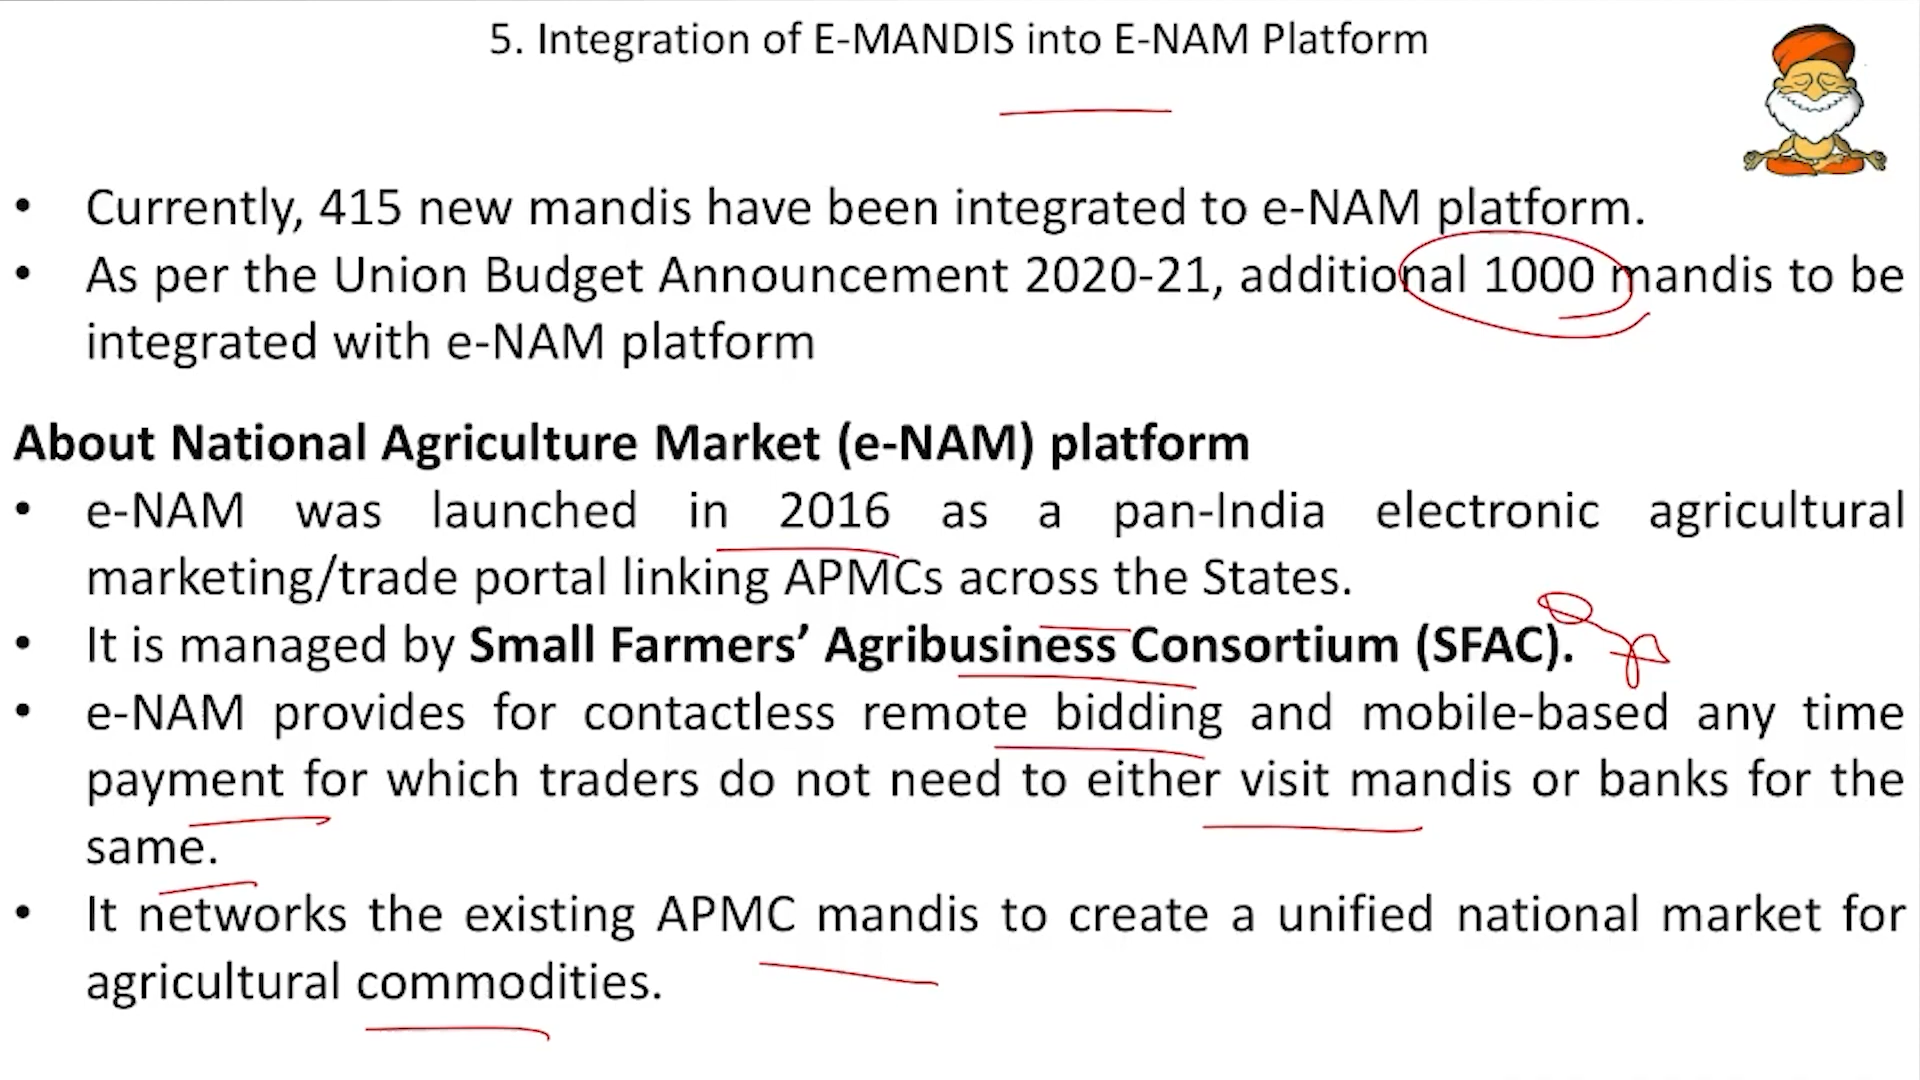 5. Integration of E-MANDIS into E-NAM Platform
• Currently, 415 new mandis have been integrated to e-NAM platform.
• As per the Union Budget Announcement 2020-21, additional 1000 mandis to be
integrated with e-NAM platform
About National Agriculture Market (e-NAM) platform
• e-NAM was launched in 2016 as a pan-India electronic agricultural
marketing/trade portal linking APMCs across the States.
• It is managed by Small Farmers’ Agribusiness Consortium (SFAC).
• e-NAM provides for contactless remote bidding and mobile-based any time
payment for which traders do not need to either visit mandis or banks for the
same.
• It networks the existing APMC mandis to create a unified national market for
agricultural commodities.